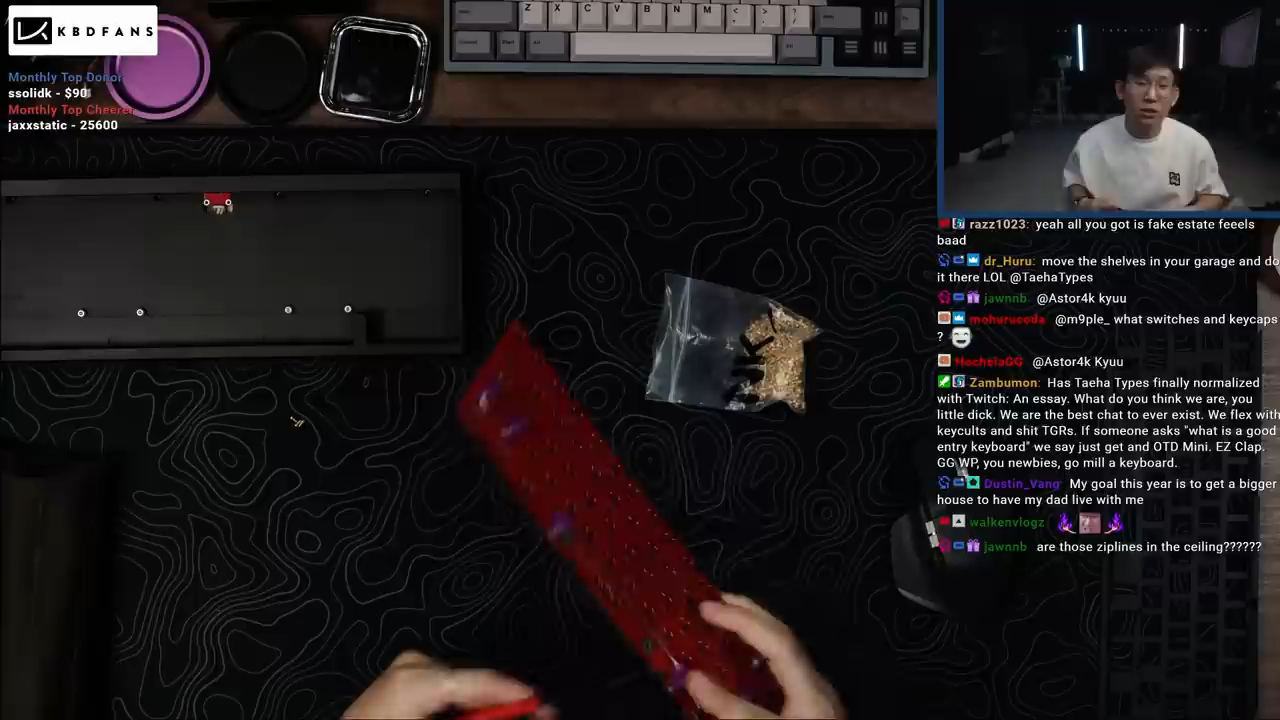 KBDFANS
Monthly Top Donor
ssolidk - $90
Monthly Top Cheerer
jaxxstatic - 25600
Z X C V B N M < >
, . ?
/
razz1023: yeah all you got is fake estate feeels
baad
dr_Huru: move the shelves in your garage and do
it there LOL @TaehaTypes
jawnnb: @Astor4k kyuu
mohurucoda @m9ple_ what switches and keycaps
?
HochelaGG @Astor4k Kyuu
Zambumon: Has Taeha Types finally normalized
with Twitch: An essay. What do you think we are, you
little dick. We are the best chat to ever exist. We flex with
keycults and shit TGRs. If someone asks "what is a good
entry keyboard" we say just get and OTD Mini. EZ Clap.
GG WP, you newbies, go mill a keyboard.
Dustin_Vang: My goal this year is to get a bigger
house to have my dad live with me
walkenvlogz
jawnnb: are those ziplines in the ceiling??????